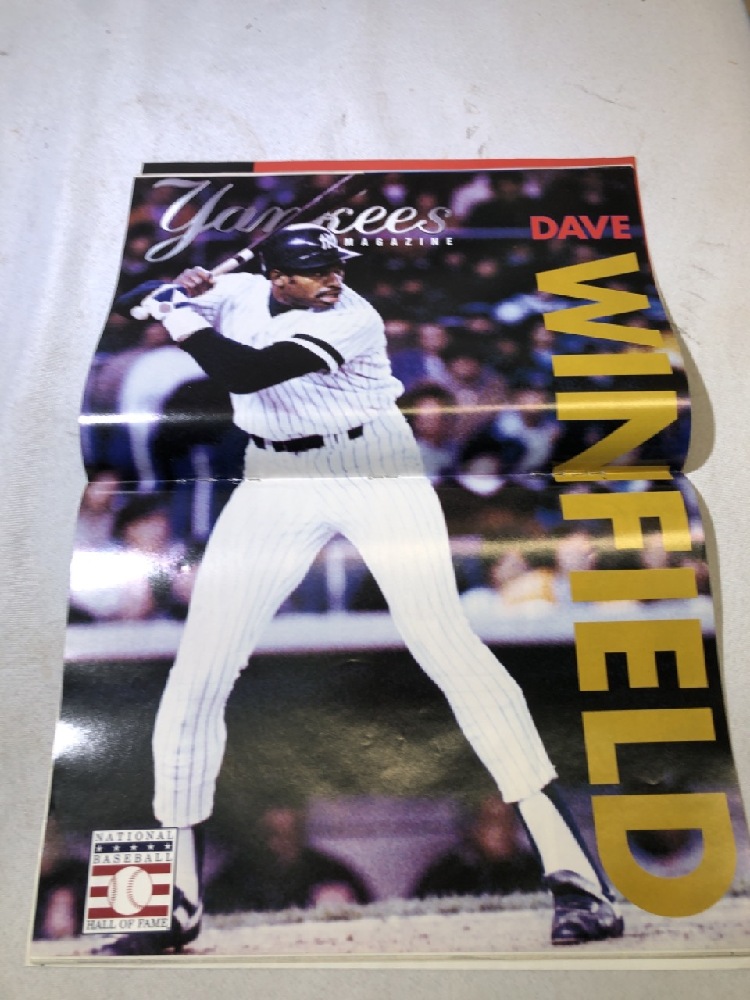 Yankees
MAGAZINE
DAVE
WINFIELD
NATIONAL
BASEBALL
HALL OF FAME